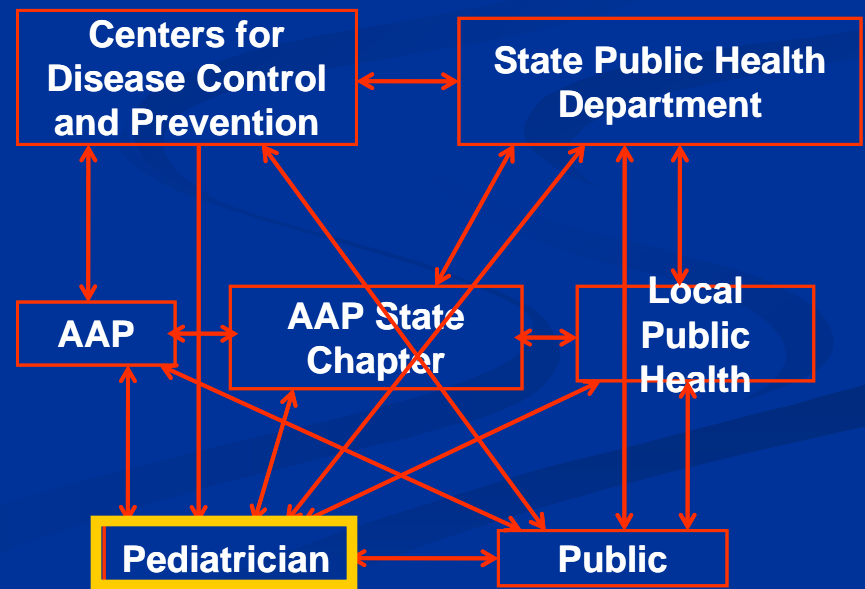 Centers for
Disease Control
and Prevention
State Public Health
Department
AAP
AAP State
Chapter
Local
Public
Health
Pediatrician
Public